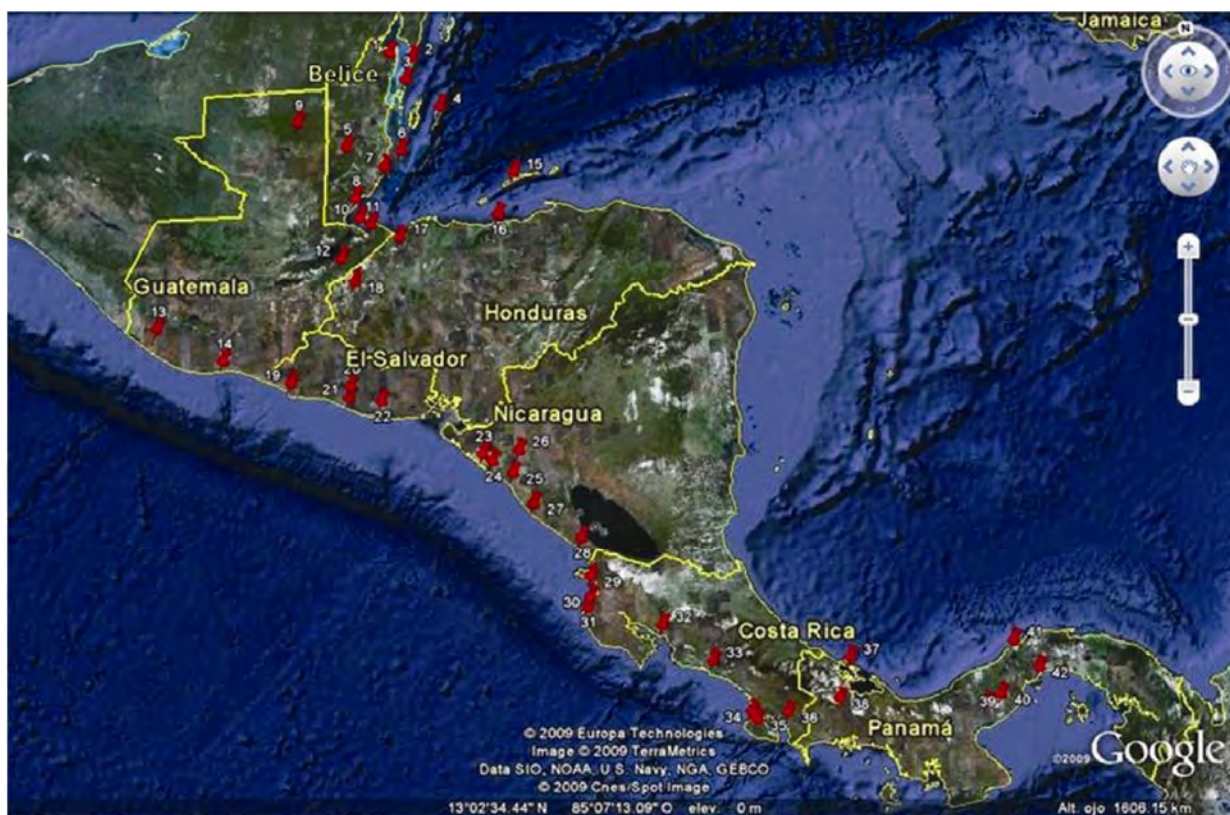 Jamaica
N
1
2
3
Belice
4
9
5
6
7
15
8
10
11
16
17
12
18
Guatemala
13
Honduras
14
El Salvador
19
20
21
22
Nicaragua
23
26
24
25
27
28
29
30
31
32
Costa Rica
33
37
41
42
38
39
40
34
35
36
Panamá
© 2009 Europa Technologies
Image © 2009 TerraMetrics
Data SIO, NOAA, U.S. Navy, NGA, GEBCO
© 2009 Cnes/Spot Image
©2009 Google
13°02'34.44" N 85°07'13.09" O elev. 0 m Alt. ojo 1606.15 km